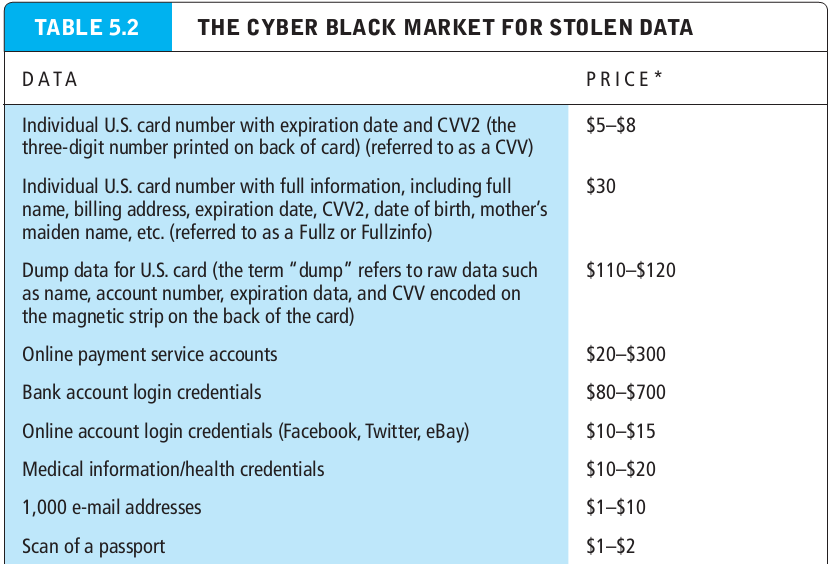 TABLE 5.2 THE CYBER BLACK MARKET FOR STOLEN DATA
DATA PRICE*
Individual U.S. card number with expiration date and CVV2 (the $5–$8
three-digit number printed on back of card) (referred to as a CVV)
Individual U.S. card number with full information, including full $30
name, billing address, expiration date, CVV2, date of birth, mother’s
maiden name, etc. (referred to as a Fullz or Fullzinfo)
Dump data for U.S. card (the term “dump” refers to raw data such $110–$120
as name, account number, expiration data, and CVV encoded on
the magnetic strip on the back of the card)
Online payment service accounts $20–$300
Bank account login credentials $80–$700
Online account login credentials (Facebook, Twitter, eBay) $10–$15
Medical information/health credentials $10–$20
1,000 e-mail addresses $1–$10
Scan of a passport $1–$2